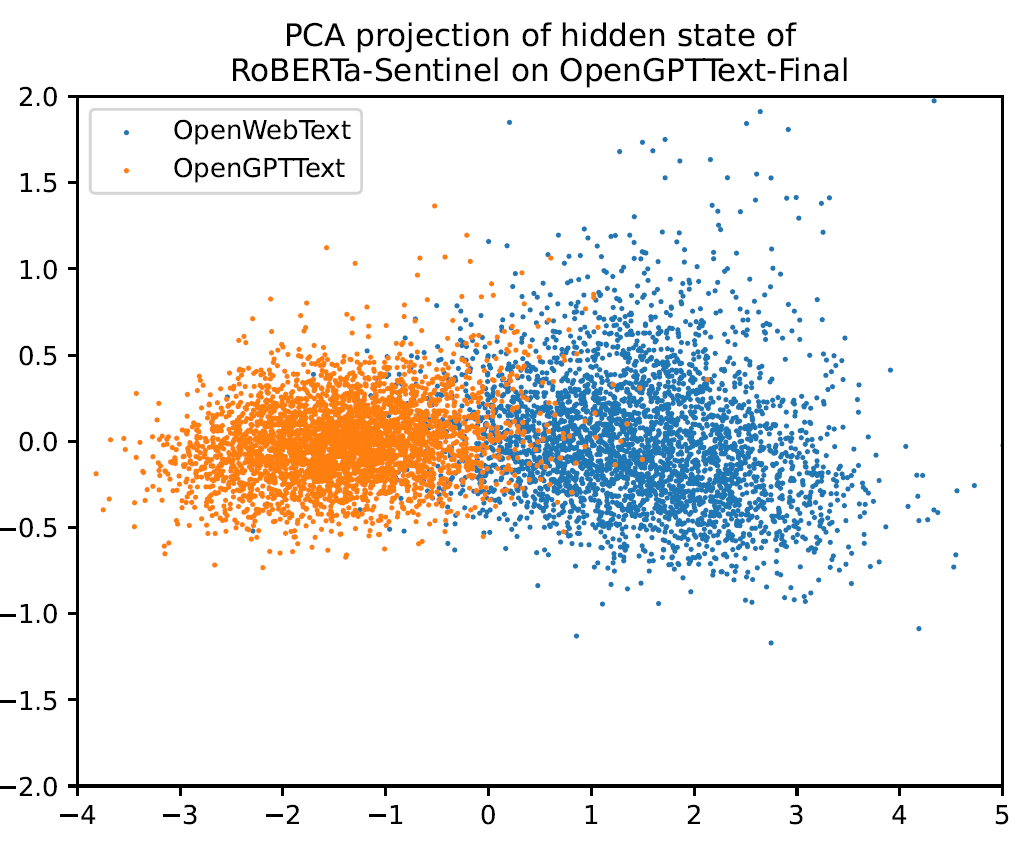 PCA projection of hidden state of
RoBERTa-Sentinel on OpenGPTText-Final
OpenWebText
OpenGPTText
2.0
1.5
1.0
0.5
0.0
−0.5
−1.0
−1.5
−2.0
−4 −3 −2 −1 0 1 2 3 4 5